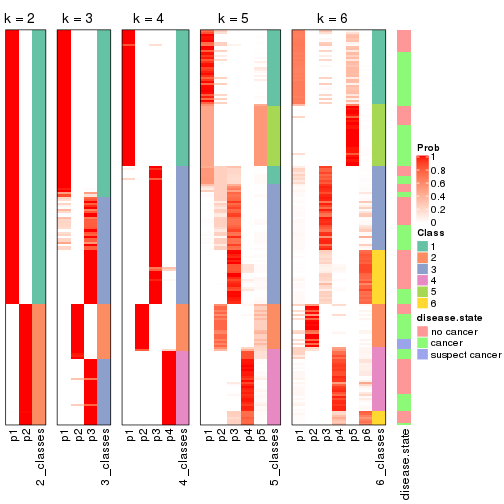 k = 2 k = 3 k = 4 k = 5 k = 6
Prob
1
0.8
0.6
0.4
0.2
0
Class
1
2
3
4
5
6
disease.state
no cancer
cancer
suspect cancer
p1 p2 2_classes p1 p2 p3 3_classes p1 p2 p3 p4 4_classes p1 p2 p3 p4 p5 5_classes p1 p2 p3 p4 p5 p6 6_classes disease.state